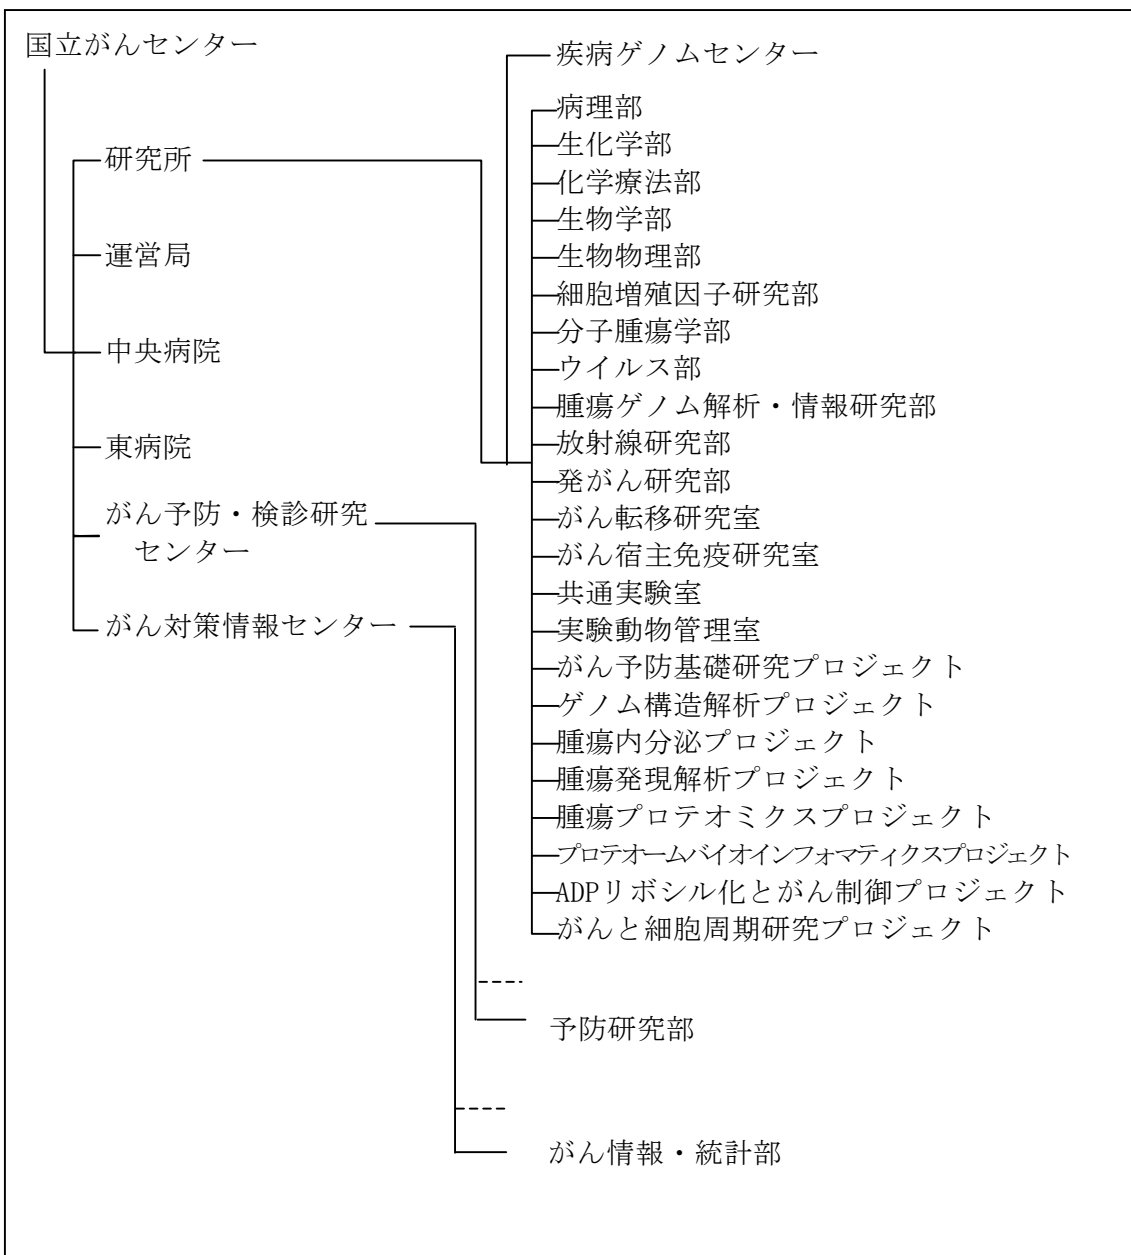 国立がんセンター
研究所
運営局
中央病院
東病院
がん予防・検診研究
センター
がん対策情報センター
疾病ゲノムセンター
病理部
生化学部
化学療法部
生物学部
生物物理部
細胞増殖因子研究部
分子腫瘍学部
ウイルス部
腫瘍ゲノム解析・情報研究部
放射線研究部
発がん研究部
がん転移研究室
がん宿主免疫研究室
共通実験室
実験動物管理室
がん予防基礎研究プロジェクト
ゲノム構造解析プロジェクト
腫瘍内分泌プロジェクト
腫瘍発現解析プロジェクト
腫瘍プロテオミクスプロジェクト
プロテオームバイオインフォマティクスプロジェクト
ADPリボシル化とがん制御プロジェクト
がんと細胞周期研究プロジェクト
予防研究部
がん情報・統計部